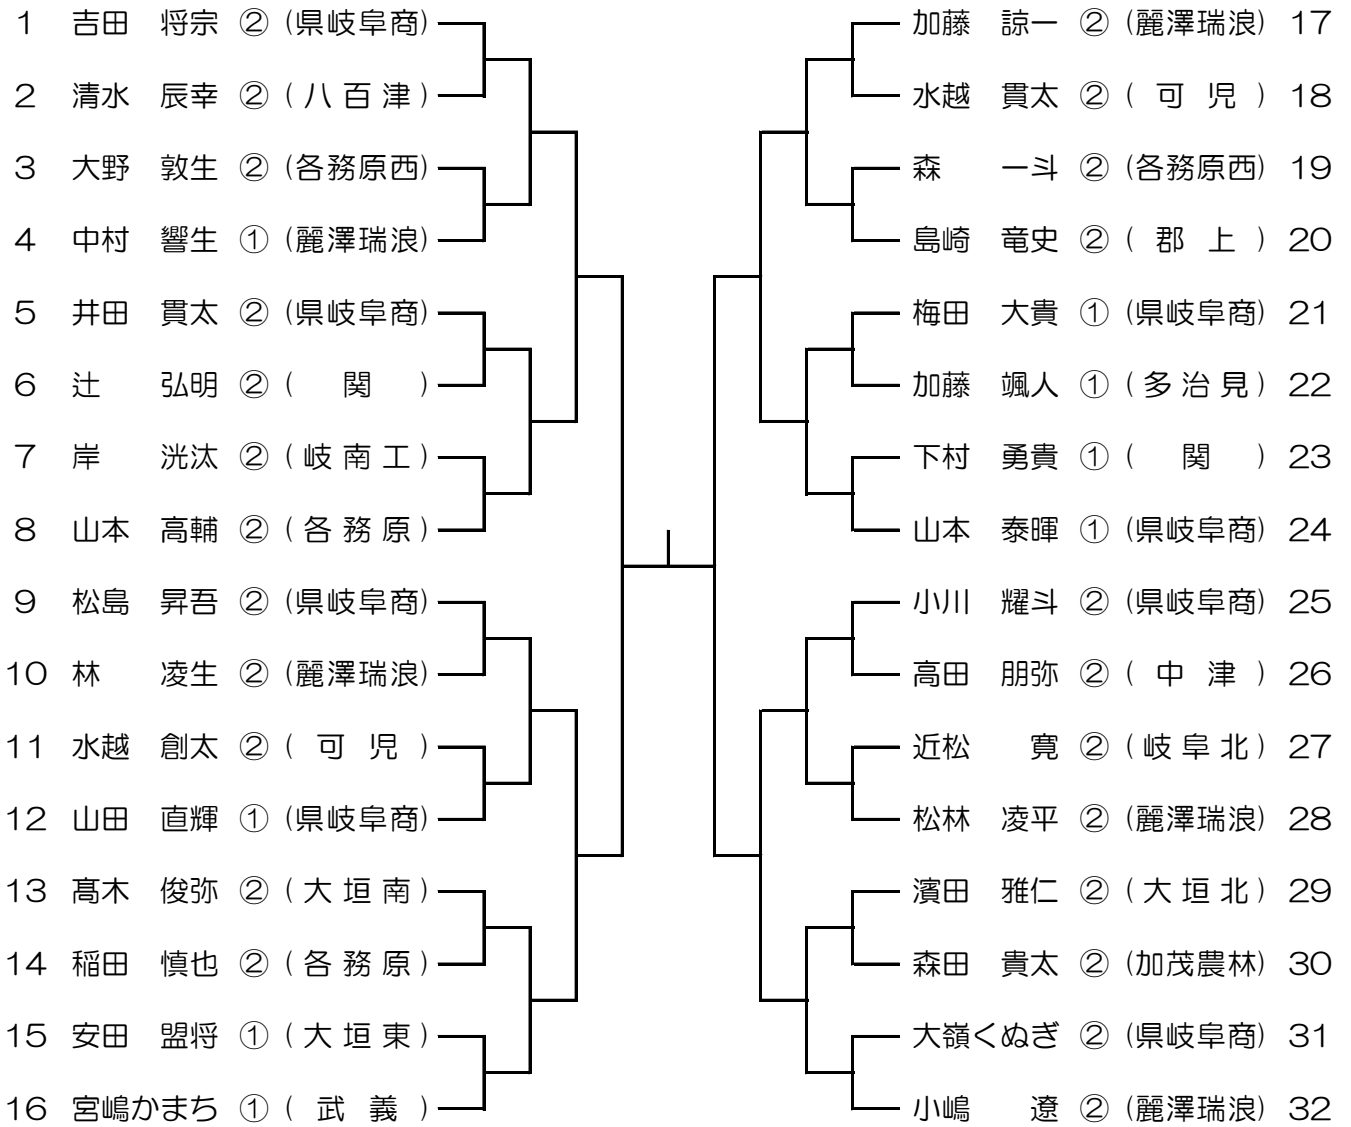 1 吉田 将宗 ② (県岐阜商)
2 清水 辰幸 ② (八百津)
3 大野 敦生 ② (各務原西)
4 中村 響生 ① (麗澤瑞浪)
5 井田 貫太 ② (県岐阜商)
6 辻 弘明 ② (関)
7 岸 洸汰 ② (岐南工)
8 山本 高輔 ② (各務原)
9 松島 昇吾 ② (県岐阜商)
10 林 凌生 ② (麗澤瑞浪)
11 水越 創太 ② (可児)
12 山田 直輝 ① (県岐阜商)
13 髙木 俊弥 ② (大垣南)
14 稲田 慎也 ② (各務原)
15 安田 盟将 ① (大垣東)
16 宮嶋かまち ① (武義)
加藤 諒一 ② (麗澤瑞浪) 17
水越 貫太 ② (可児) 18
森 一斗 ② (各務原西) 19
島崎 竜史 ② (郡上) 20
梅田 大貴 ① (県岐阜商) 21
加藤 颯人 ① (多治見) 22
下村 勇貴 ① (関) 23
山本 泰暉 ① (県岐阜商) 24
小川 耀斗 ② (県岐阜商) 25
高田 朋弥 ② (中津) 26
近松 寛 ② (岐阜北) 27
松林 凌平 ② (麗澤瑞浪) 28
濱田 雅仁 ② (大垣北) 29
森田 貴太 ② (加茂農林) 30
大嶺くぬぎ ② (県岐阜商) 31
小嶋 遼 ② (麗澤瑞浪) 32